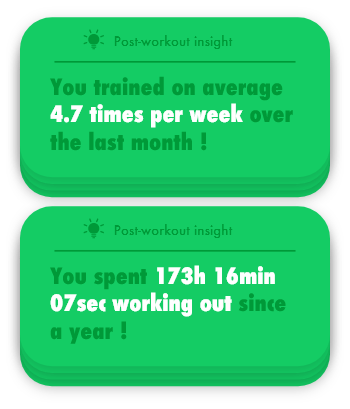 Post-workout insight
You trained on average
4.7 times per week over
the last month !
Post-workout insight
You spent 173h 16min
07sec working out since
a year !